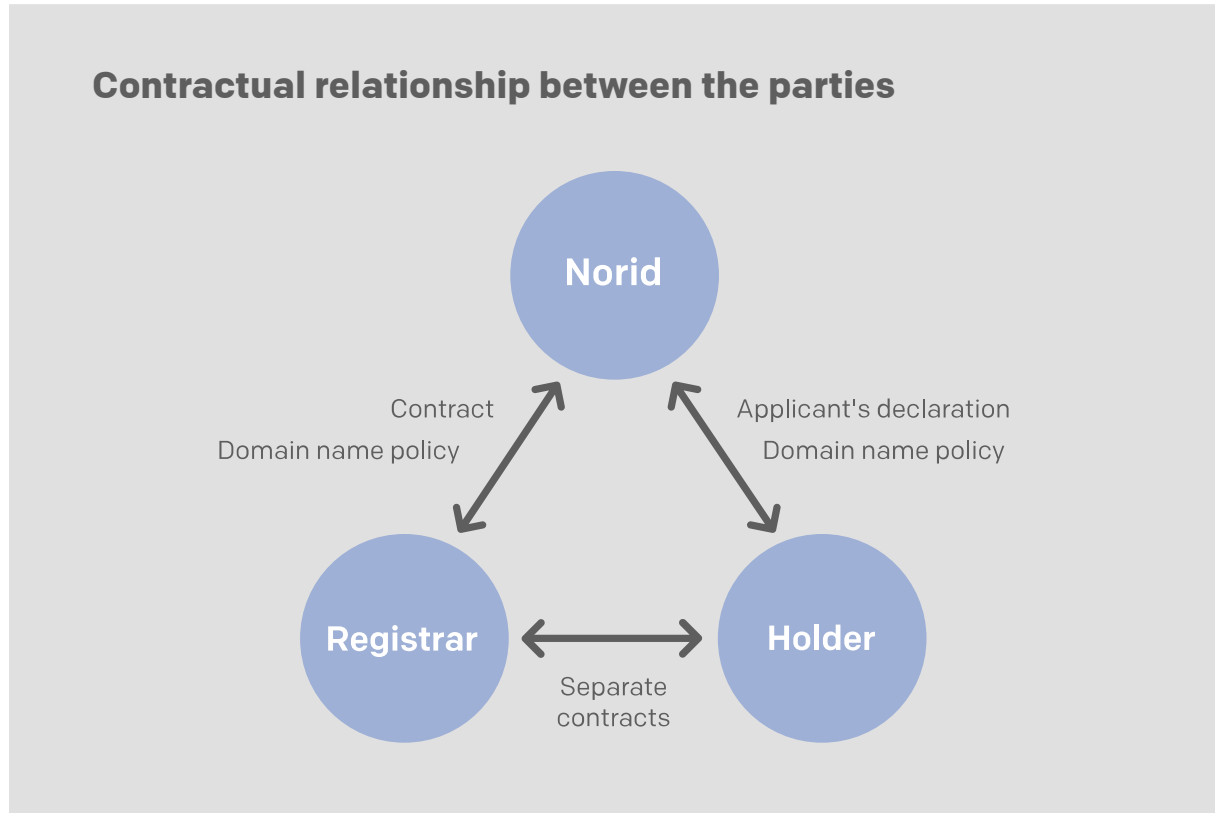 Contractual relationship between the parties
Norid
Contract
Domain name policy
Applicant's declaration
Domain name policy
Registrar
Holder
Separate
contracts